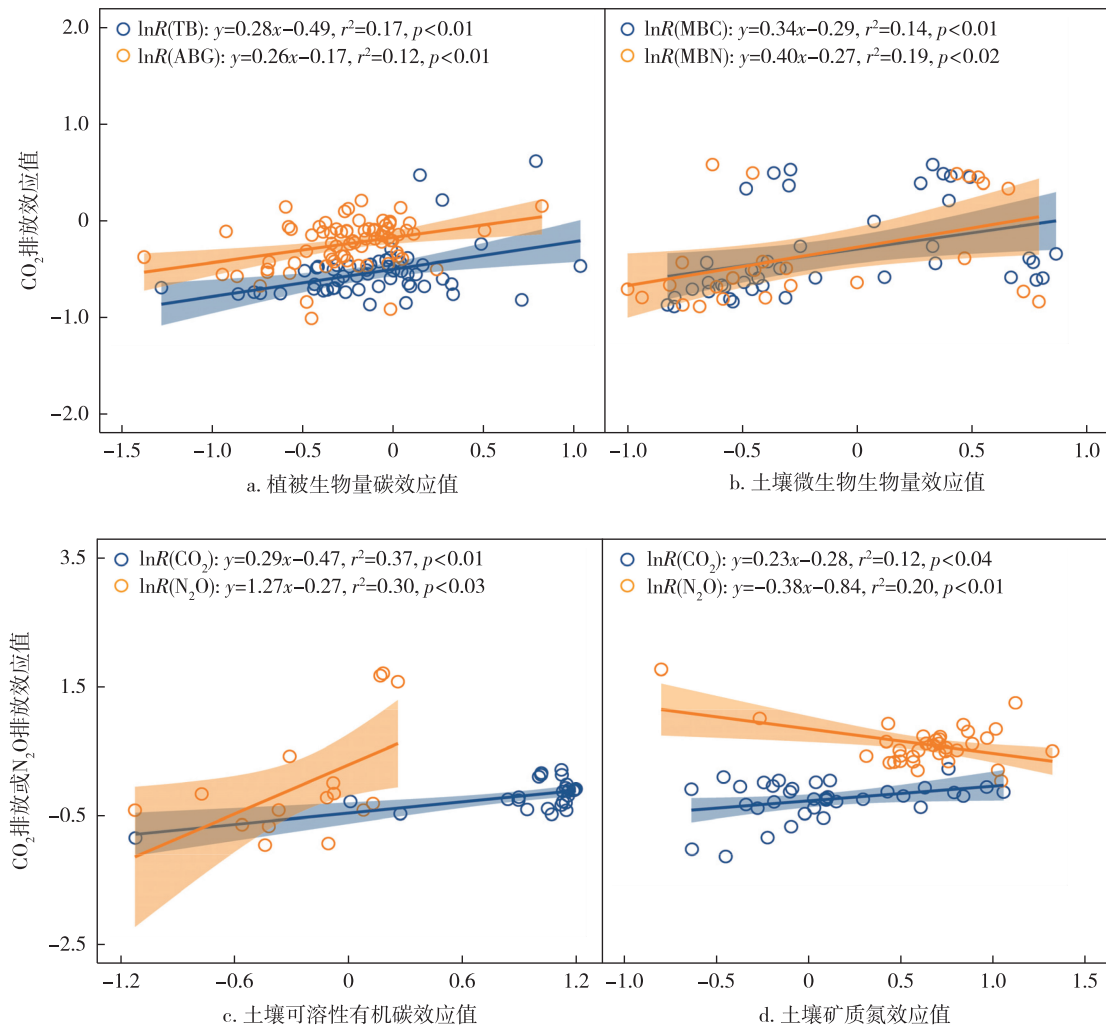 lnR(TB): y=0.28x−0.49, r²=0.17, p<0.01
lnR(ABG): y=0.26x−0.17, r²=0.12, p<0.01
lnR(MBC): y=0.34x−0.29, r²=0.14, p<0.01
lnR(MBN): y=0.40x−0.27, r²=0.19, p<0.02
2.0
1.0
0
−1.0
−2.0
CO₂排放效应值
−1.5 −1.0 −0.5 0 0.5 1.0
−1.0 −0.5 0 0.5 1.0
a. 植被生物量碳效应值
b. 土壤微生物生物量效应值
lnR(CO₂): y=0.29x−0.47, r²=0.37, p<0.01
lnR(N₂O): y=1.27x−0.27, r²=0.30, p<0.03
lnR(CO₂): y=0.23x−0.28, r²=0.12, p<0.04
lnR(N₂O): y=−0.38x−0.84, r²=0.20, p<0.01
3.5
1.5
−0.5
−2.5
CO₂排放或N₂O排放效应值
−1.2 −0.6 0 0.6 1.2
−1.0 −0.5 0 0.5 1.0 1.5
c. 土壤可溶性有机碳效应值
d. 土壤矿质氮效应值